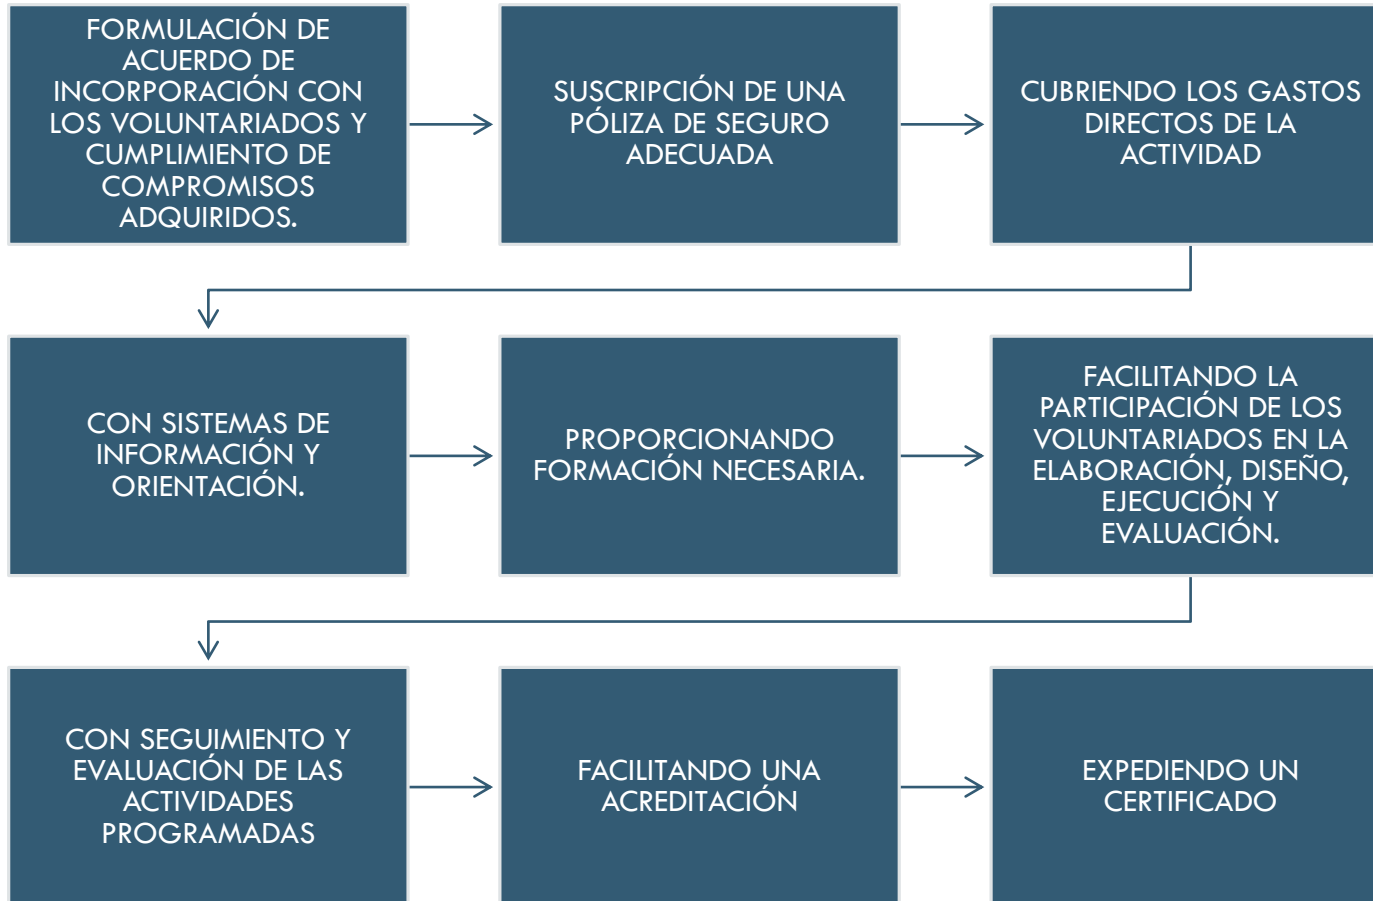 FORMULACIÓN DE
ACUERDO DE
INCORPORACIÓN CON
LOS VOLUNTARIADOS Y
CUMPLIMIENTO DE
COMPROMISOS
ADQUIRIDOS.
SUSCRIPCIÓN DE UNA
PÓLIZA DE SEGURO
ADECUADA
CUBRIENDO LOS GASTOS
DIRECTOS DE LA
ACTIVIDAD
CON SISTEMAS DE
INFORMACIÓN Y
ORIENTACIÓN.
PROPORCIONANDO
FORMACIÓN NECESARIA.
FACILITANDO LA
PARTICIPACIÓN DE LOS
VOLUNTARIADOS EN LA
ELABORACIÓN, DISEÑO,
EJECUCIÓN Y
EVALUACIÓN.
CON SEGUIMIENTO Y
EVALUACIÓN DE LAS
ACTIVIDADES
PROGRAMADAS
FACILITANDO UNA
ACREDITACIÓN
EXPEDIENDO UN
CERTIFICADO